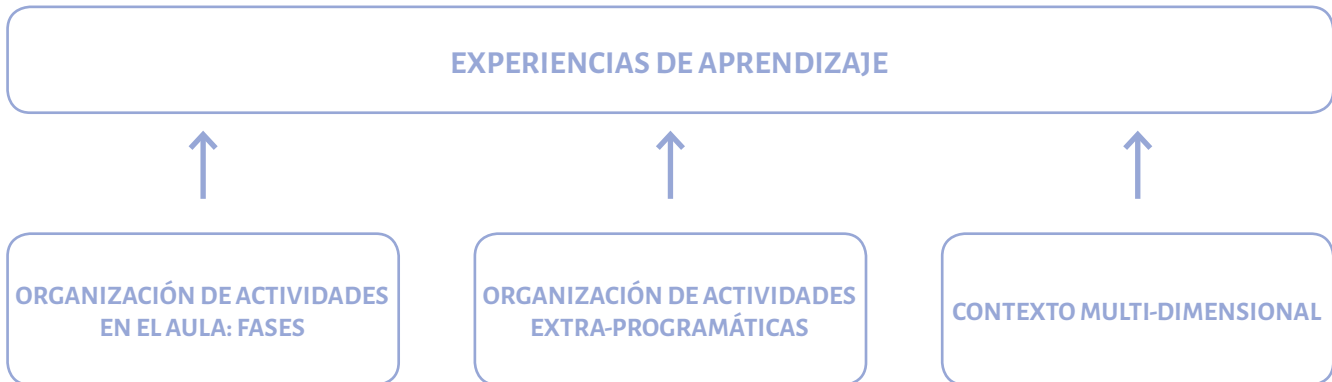 EXPERIENCIAS DE APRENDIZAJE
ORGANIZACIÓN DE ACTIVIDADES
EN EL AULA: FASES
ORGANIZACIÓN DE ACTIVIDADES
EXTRA-PROGRAMÁTICAS
CONTEXTO MULTI-DIMENSIONAL